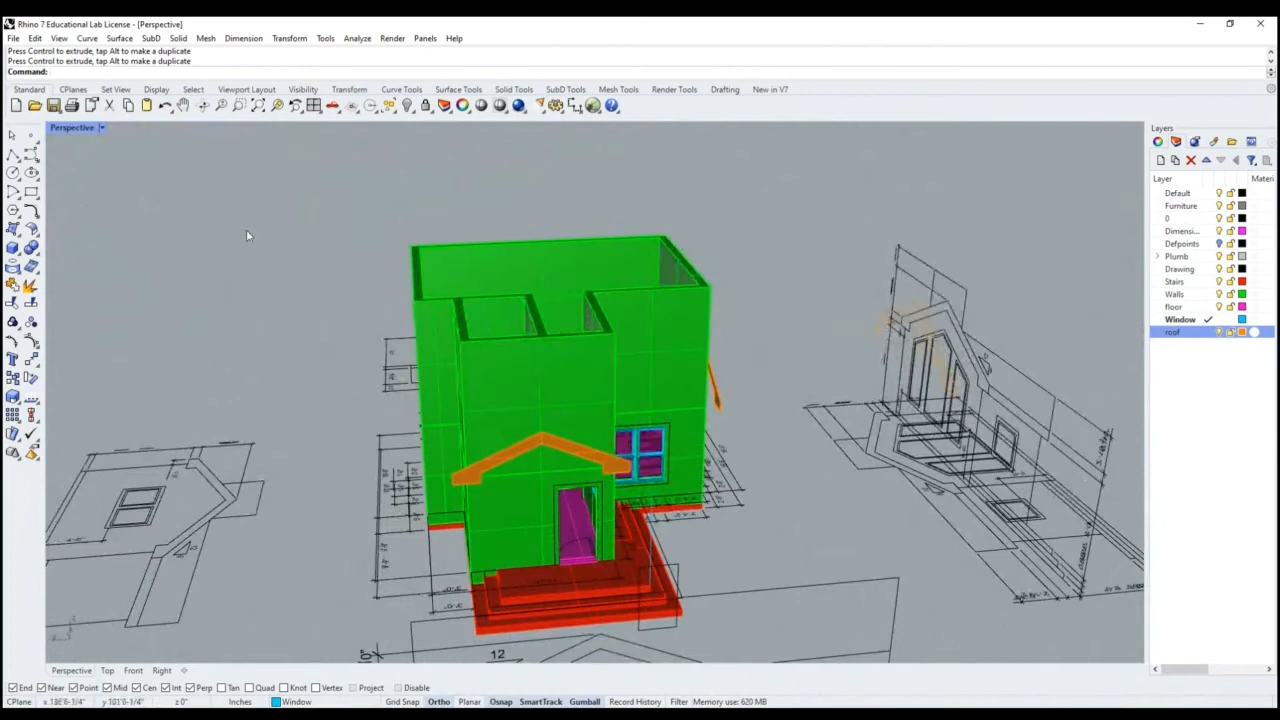 Rhino 7 Educational Lab License - [Perspective]
File Edit View Curve Surface SubD Solid Mesh Dimension Transform Tools Analyze Render Panels Help
Press Control to extrude, tap Alt to make a duplicate
Press Control to extrude, tap Alt to make a duplicate
Command:
Standard CPlanes Set View Display Select Viewport Layout Visibility Transform Curve Tools Surface Tools Solid Tools SubD Tools Mesh Tools Render Tools Drafting New in V7
Perspective
Layers
Layer Materi
Default
Furniture
0
Dimensi...
Defpoints
Plumb
Drawing
Stairs
Walls
floor
Window
roof
12
Perspective Top Front Right
End Near Point Mid Cen Int Perp Tan Quad Knot Vertex Project Disable
CPlane z 0" Inches Window Grid Snap Ortho Planar Osnap SmartTrack Gumball Record History Filter Memory use: 620 MB